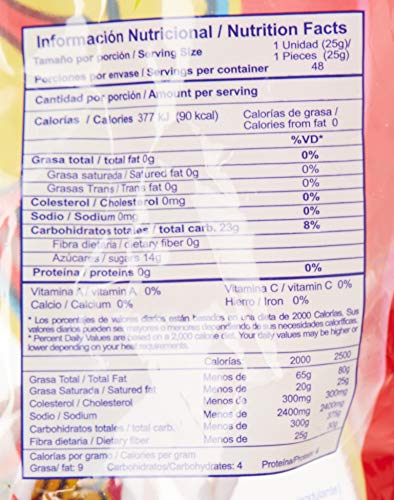 Información Nutricional / Nutrition Facts
Tamaño por porción / Serving Size 1 Unidad (25g)/
1 Pieces (25g)
Porciones por envase / Servings per container 48
Cantidad por porción / Amount per serving
Calorías / Calories 377 kJ (90 kcal) Calorías de grasa /
Calories from fat 0
%VD*
Grasa total / total fat 0g 0%
Grasa saturada / Satured fat 0g 0%
Grasas Trans / Trans fat 0g 0%
Colesterol / Cholesterol 0mg 0%
Sodio / Sodium 0mg 0%
Carbohidratos totales / total carb. 23g 8%
Fibra dietaria / dietary fiber 0g
Azúcares / sugars 14g
Proteína / proteins 0g 0%
Vitamina A / vitamin A 0% Vitamina C / vitamin C 0%
Calcio / Calcium 0% Hierro / Iron 0%
* Los porcentajes de valores diarios están basados en una dieta de 2000 Calorías. Sus
valores diarios pueden ser mayores o menores dependiendo de sus necesidades caloríficas.
* Percent Daily Values are based on a 2,000 calorie diet. Your daily values may be higher or
lower depending on your heat requirements.
Calorías 2000 2500
Grasa Total / Total Fat Menos de 65g 80g
Grasa Saturada / Satured fat Menos de 20g 25g
Colesterol / Cholesterol Menos de 300mg 300mg
Sodio / Sodium Menos de 2400mg 2400mg
Carbohidratos totales / total carb. Menos de 300g 375g
Fibra dietaria / Dietary fiber Menos de 25g 30g
Calorías por gramo / Calories per gram
Grasa/ fat: 9 Carbohidratos/Carbohydrates: 4 Proteína/Protein: 4